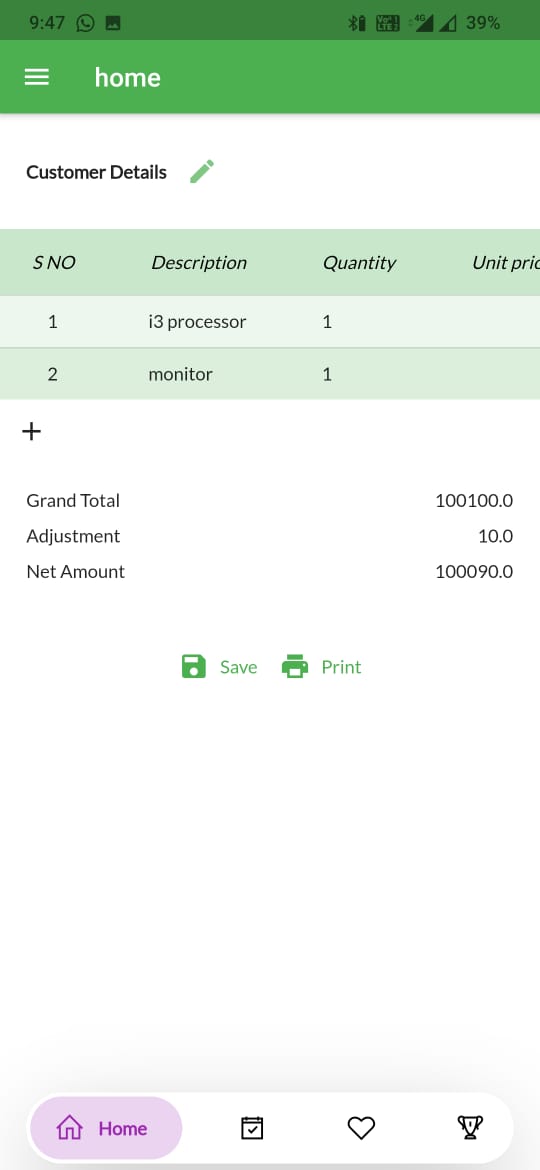 9:47 4G 39%
home
Customer Details
S NO Description Quantity Unit pric
1 i3 processor 1
2 monitor 1
+
Grand Total 100100.0
Adjustment 10.0
Net Amount 100090.0
Save Print
Home